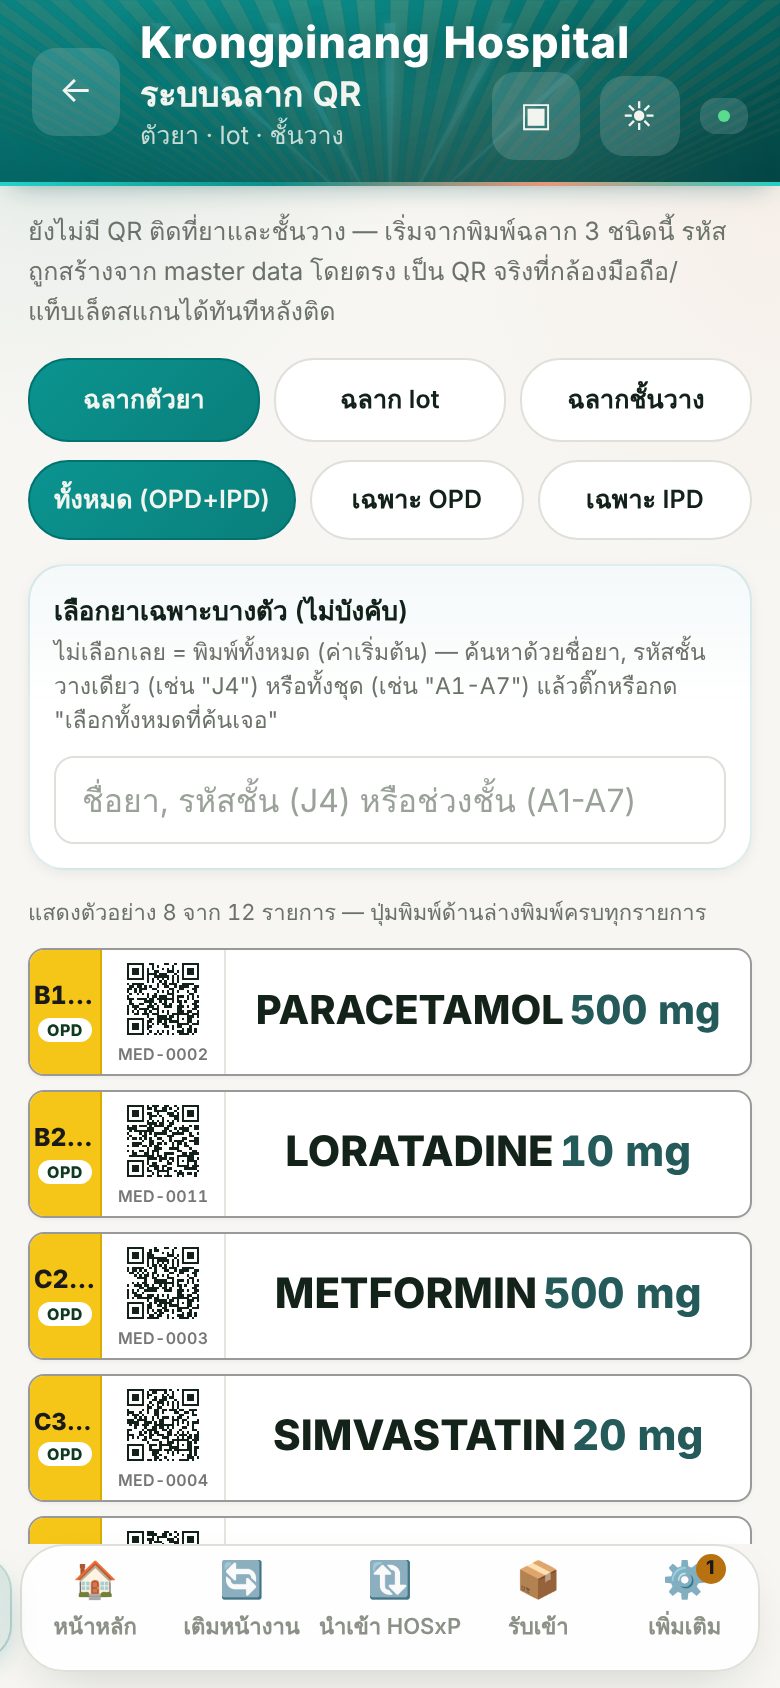 Krongpinang Hospital
ระบบฉลาก QR
ตัวยา · lot · ชั้นวาง
ยังไม่มี QR ติดที่ยาและชั้นวาง — เริ่มจากพิมพ์ฉลาก 3 ชนิดนี้ รหัส
ถูกสร้างจาก master data โดยตรง เป็น QR จริงที่กล้องมือถือ/
แท็บเล็ตสแกนได้ทันทีหลังติด
ฉลากตัวยา
ฉลาก lot
ฉลากชั้นวาง
ทั้งหมด (OPD+IPD)
เฉพาะ OPD
เฉพาะ IPD
เลือกยาเฉพาะบางตัว (ไม่บังคับ)
ไม่เลือกเลย = พิมพ์ทั้งหมด (ค่าเริ่มต้น) — ค้นหาด้วยชื่อยา, รหัสชั้น
วางเดียว (เช่น "J4") หรือทั้งชุด (เช่น "A1-A7") แล้วติ๊กหรือกด
"เลือกทั้งหมดที่ค้นเจอ"
ชื่อยา, รหัสชั้น (J4) หรือช่วงชั้น (A1-A7)
แสดงตัวอย่าง 8 จาก 12 รายการ — ปุ่มพิมพ์ด้านล่างพิมพ์ครบทุกรายการ
B1...
OPD
MED-0002
PARACETAMOL 500 mg
B2...
OPD
MED-0011
LORATADINE 10 mg
C2...
OPD
MED-0003
METFORMIN 500 mg
C3...
OPD
MED-0004
SIMVASTATIN 20 mg
1
หน้าหลัก
เติมหน้างาน
นำเข้า HOSxP
รับเข้า
เพิ่มเติม